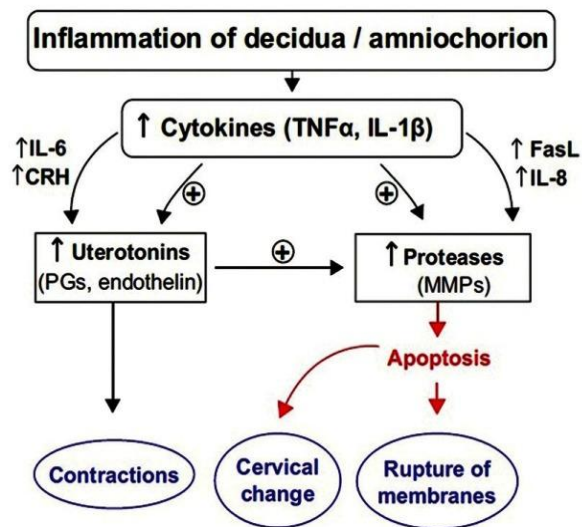 Inflammation of decidua / amniochorion
↑ Cytokines (TNFα, IL-1β)
↑IL-6
↑CRH
↑ FasL
↑IL-8
⊕
⊕
↑ Uterotonins
(PGs, endothelin)
⊕
↑ Proteases
(MMPs)
Apoptosis
Contractions
Cervical
change
Rupture of
membranes